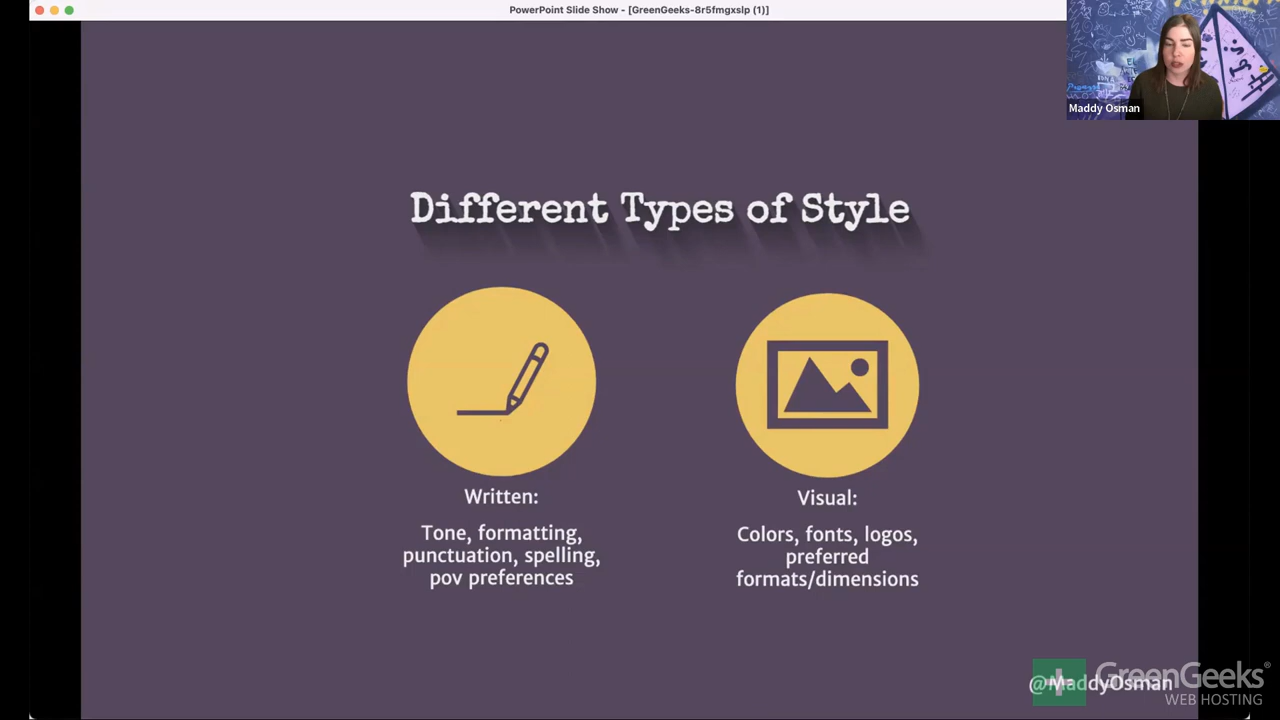 PowerPoint Slide Show - [GreenGeeks-8r5fmgxslp (1)]
Maddy Osman
Different Types of Style
Written:
Tone, formatting,
punctuation, spelling,
pov preferences
Visual:
Colors, fonts, logos,
preferred
formats/dimensions
@MaddyOsman
GreenGeeks®
WEB HOSTING